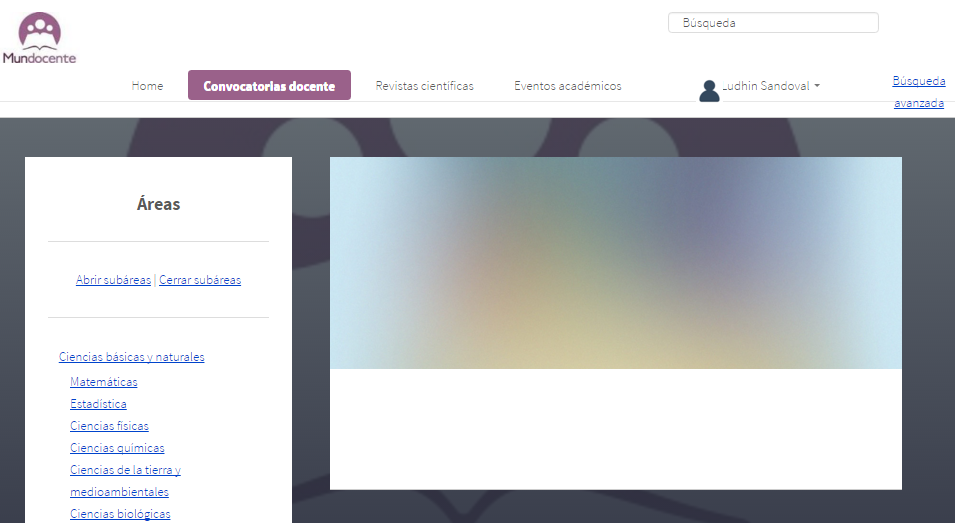 Mundocente
Búsqueda
Home
Convocatorias docente
Revistas científicas
Eventos académicos
Ludhin Sandoval
Búsqueda
avanzada
Áreas
Abrir subáreas | Cerrar subáreas
Ciencias básicas y naturales
Matemáticas
Estadística
Ciencias físicas
Ciencias químicas
Ciencias de la tierra y
medioambientales
Ciencias biológicas